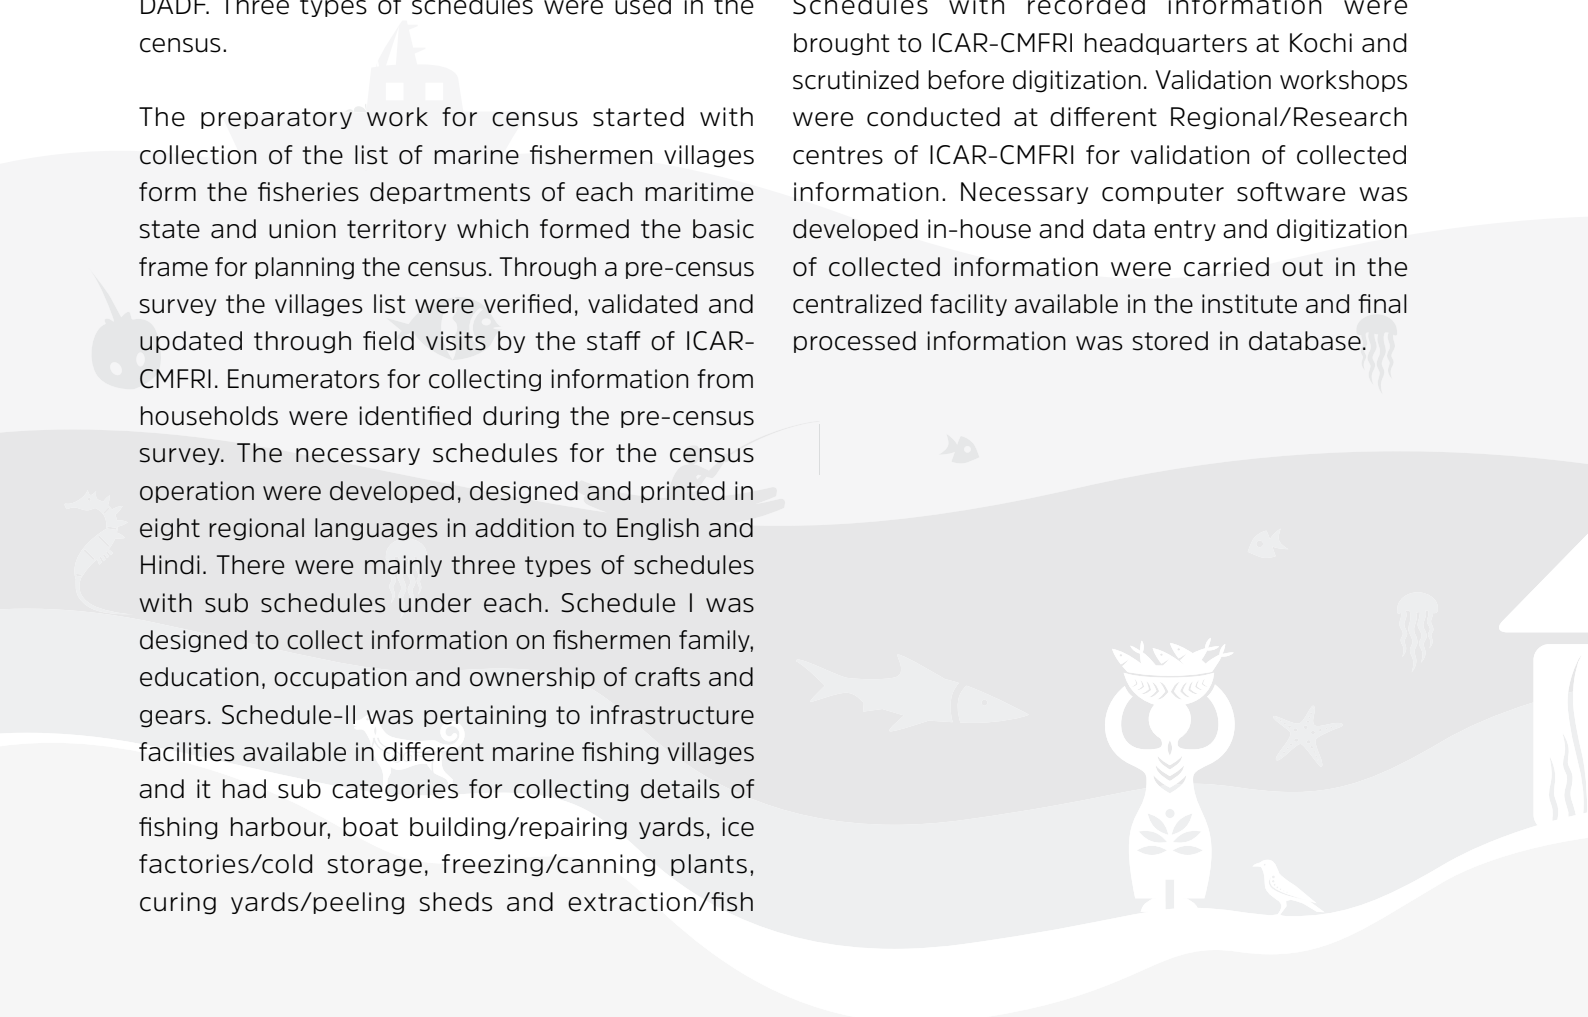 DADF. Three types of schedules were used in the
census.
The preparatory work for census started with
collection of the list of marine fishermen villages
form the fisheries departments of each maritime
state and union territory which formed the basic
frame for planning the census. Through a pre-census
survey the villages list were verified, validated and
updated through field visits by the staff of ICAR-
CMFRI. Enumerators for collecting information from
households were identified during the pre-census
survey. The necessary schedules for the census
operation were developed, designed and printed in
eight regional languages in addition to English and
Hindi. There were mainly three types of schedules
with sub schedules under each. Schedule I was
designed to collect information on fishermen family,
education, occupation and ownership of crafts and
gears. Schedule-II was pertaining to infrastructure
facilities available in different marine fishing villages
and it had sub categories for collecting details of
fishing harbour, boat building/repairing yards, ice
factories/cold storage, freezing/canning plants,
curing yards/peeling sheds and extraction/fish
Schedules with recorded information were
brought to ICAR-CMFRI headquarters at Kochi and
scrutinized before digitization. Validation workshops
were conducted at different Regional/Research
centres of ICAR-CMFRI for validation of collected
information. Necessary computer software was
developed in-house and data entry and digitization
of collected information were carried out in the
centralized facility available in the institute and final
processed information was stored in database.